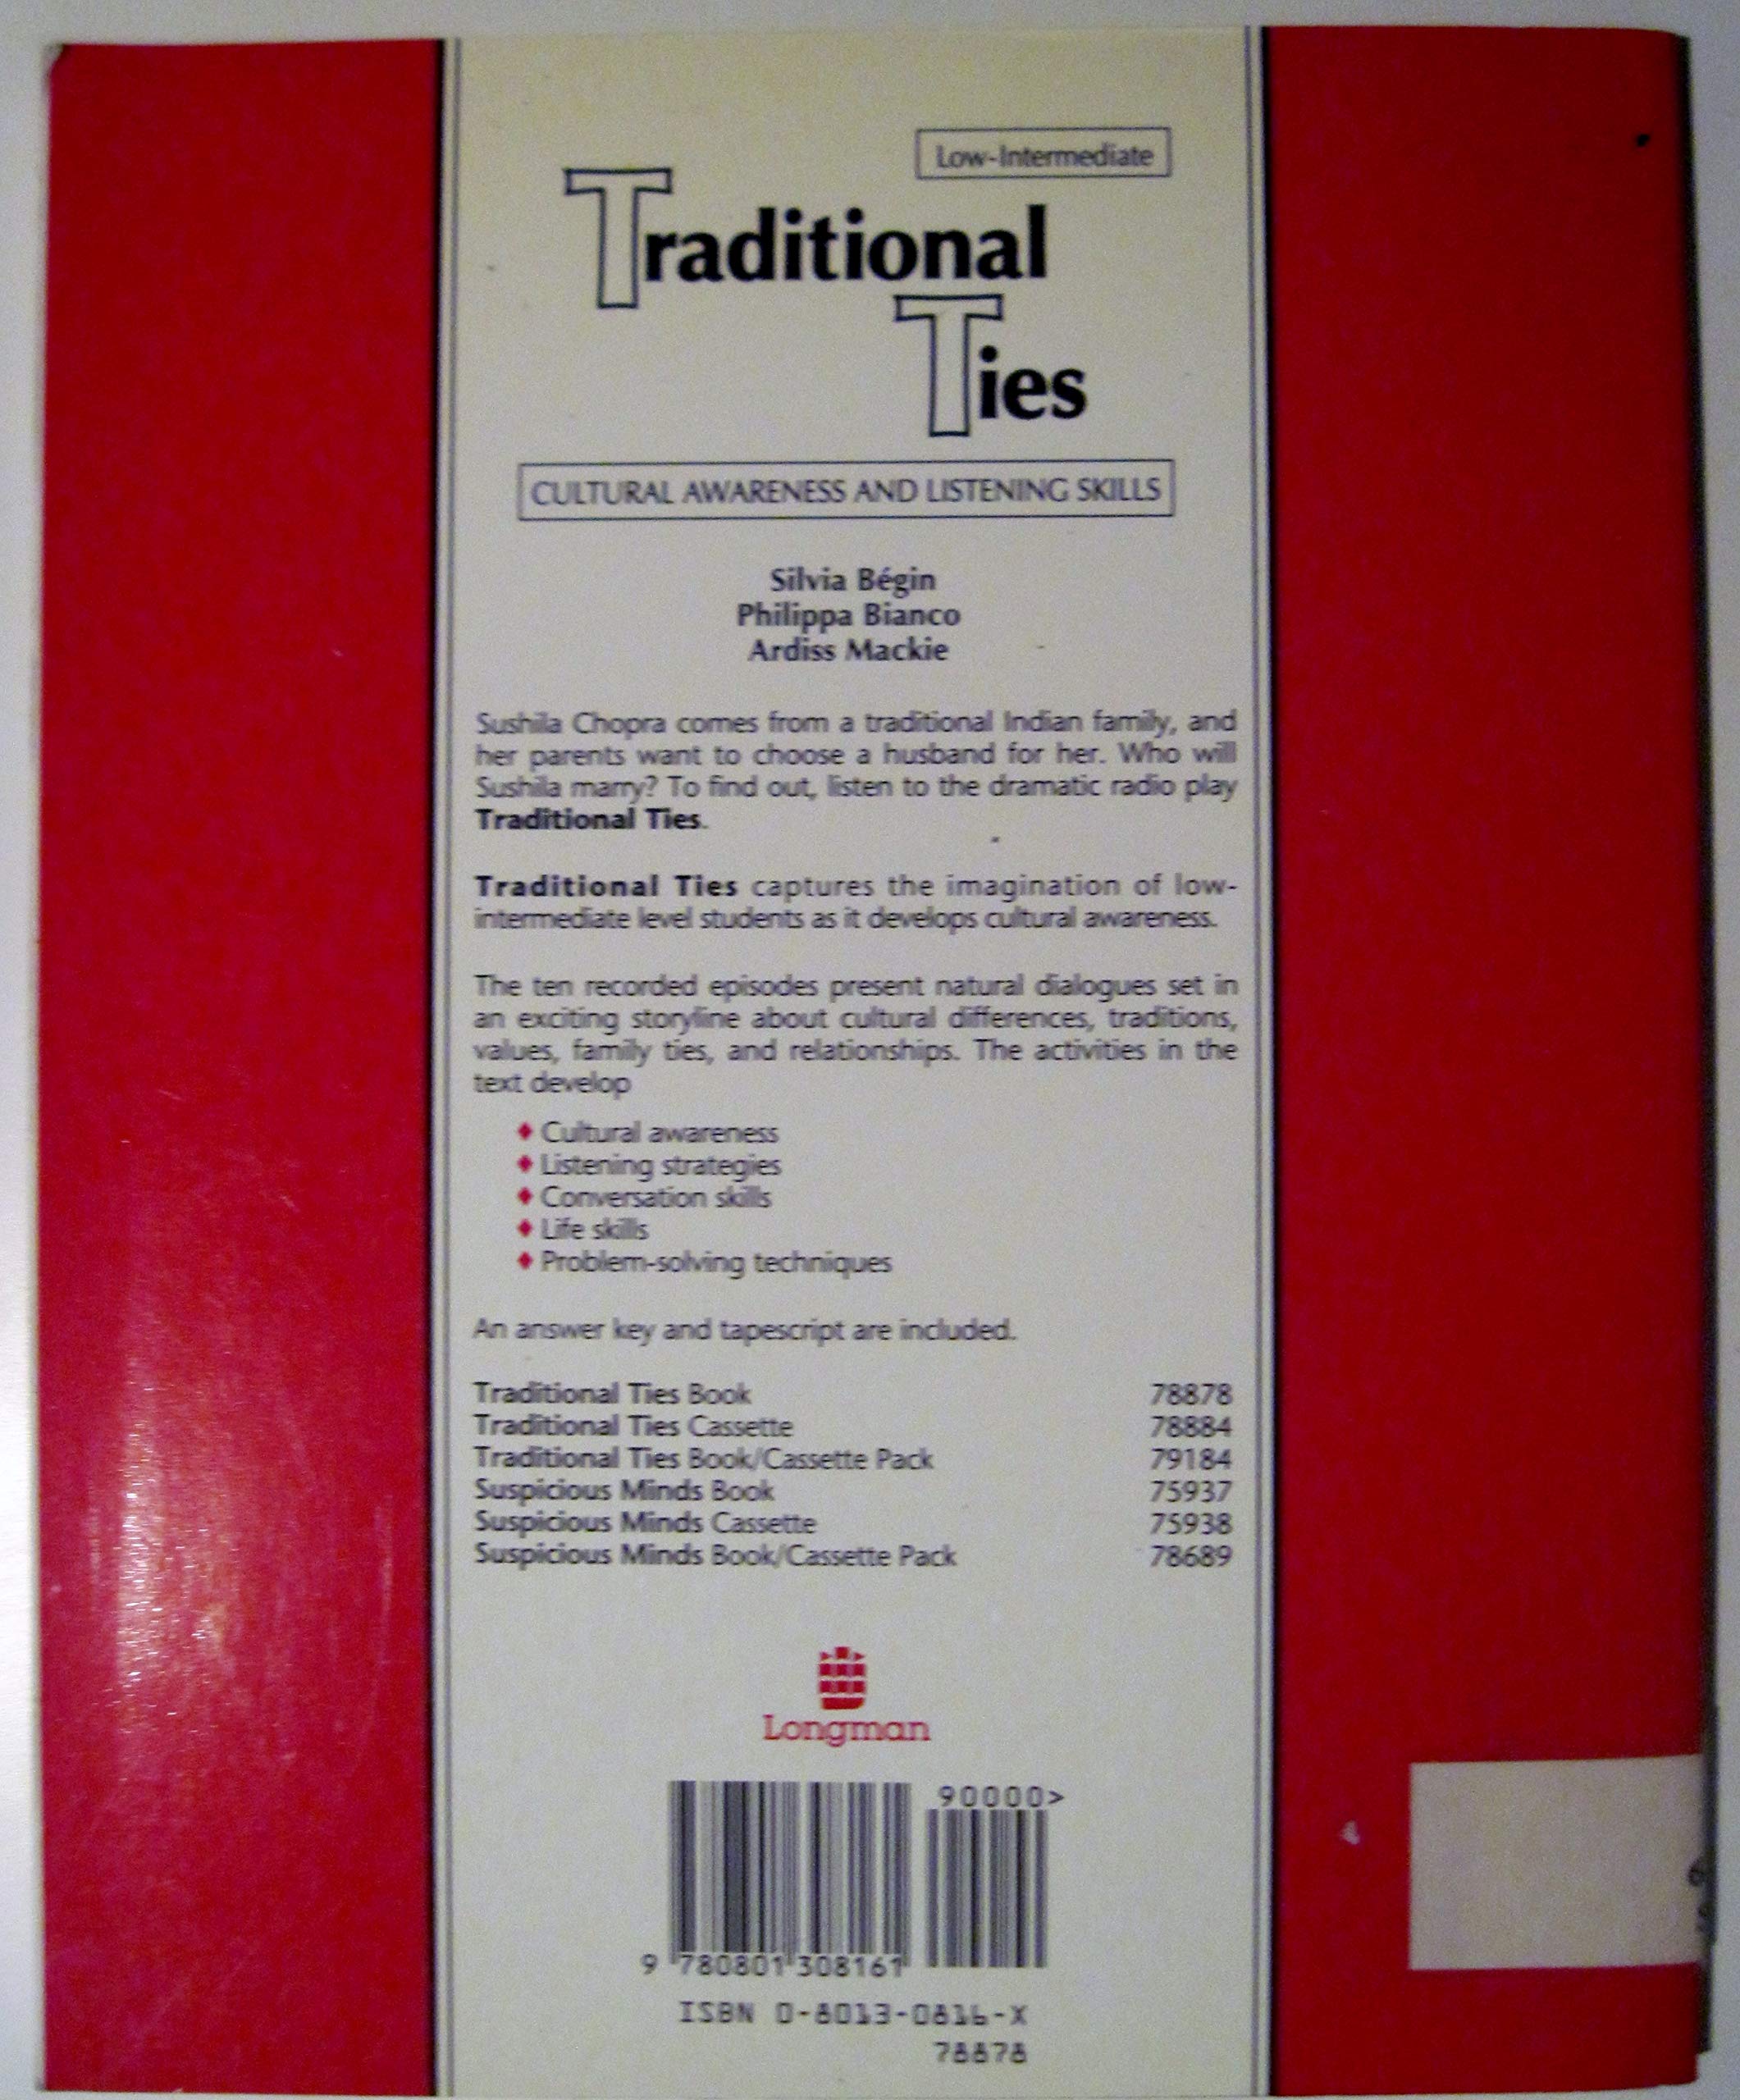 Low-Intermediate
Traditional
Ties
CULTURAL AWARENESS AND LISTENING SKILLS
Silvia Bégin
Philippa Bianco
Ardiss Mackie
Sushila Chopra comes from a traditional Indian family, and
her parents want to choose a husband for her. Who will
Sushila marry? To find out, listen to the dramatic radio play
Traditional Ties.
Traditional Ties captures the imagination of low-
intermediate level students as it develops cultural awareness.
The ten recorded episodes present natural dialogues set in
an exciting storyline about cultural differences, traditions,
values, family ties, and relationships. The activities in the
text develop
♦ Cultural awareness
♦ Listening strategies
♦ Conversation skills
♦ Life skills
♦ Problem-solving techniques
An answer key and tapescript are included.
Traditional Ties Book 78878
Traditional Ties Cassette 78884
Traditional Ties Book/Cassette Pack 79184
Suspicious Minds Book 75937
Suspicious Minds Cassette 75938
Suspicious Minds Book/Cassette Pack 78689
Longman
90000>
9 780801 308161
ISBN 0-8013-0816-X
78878